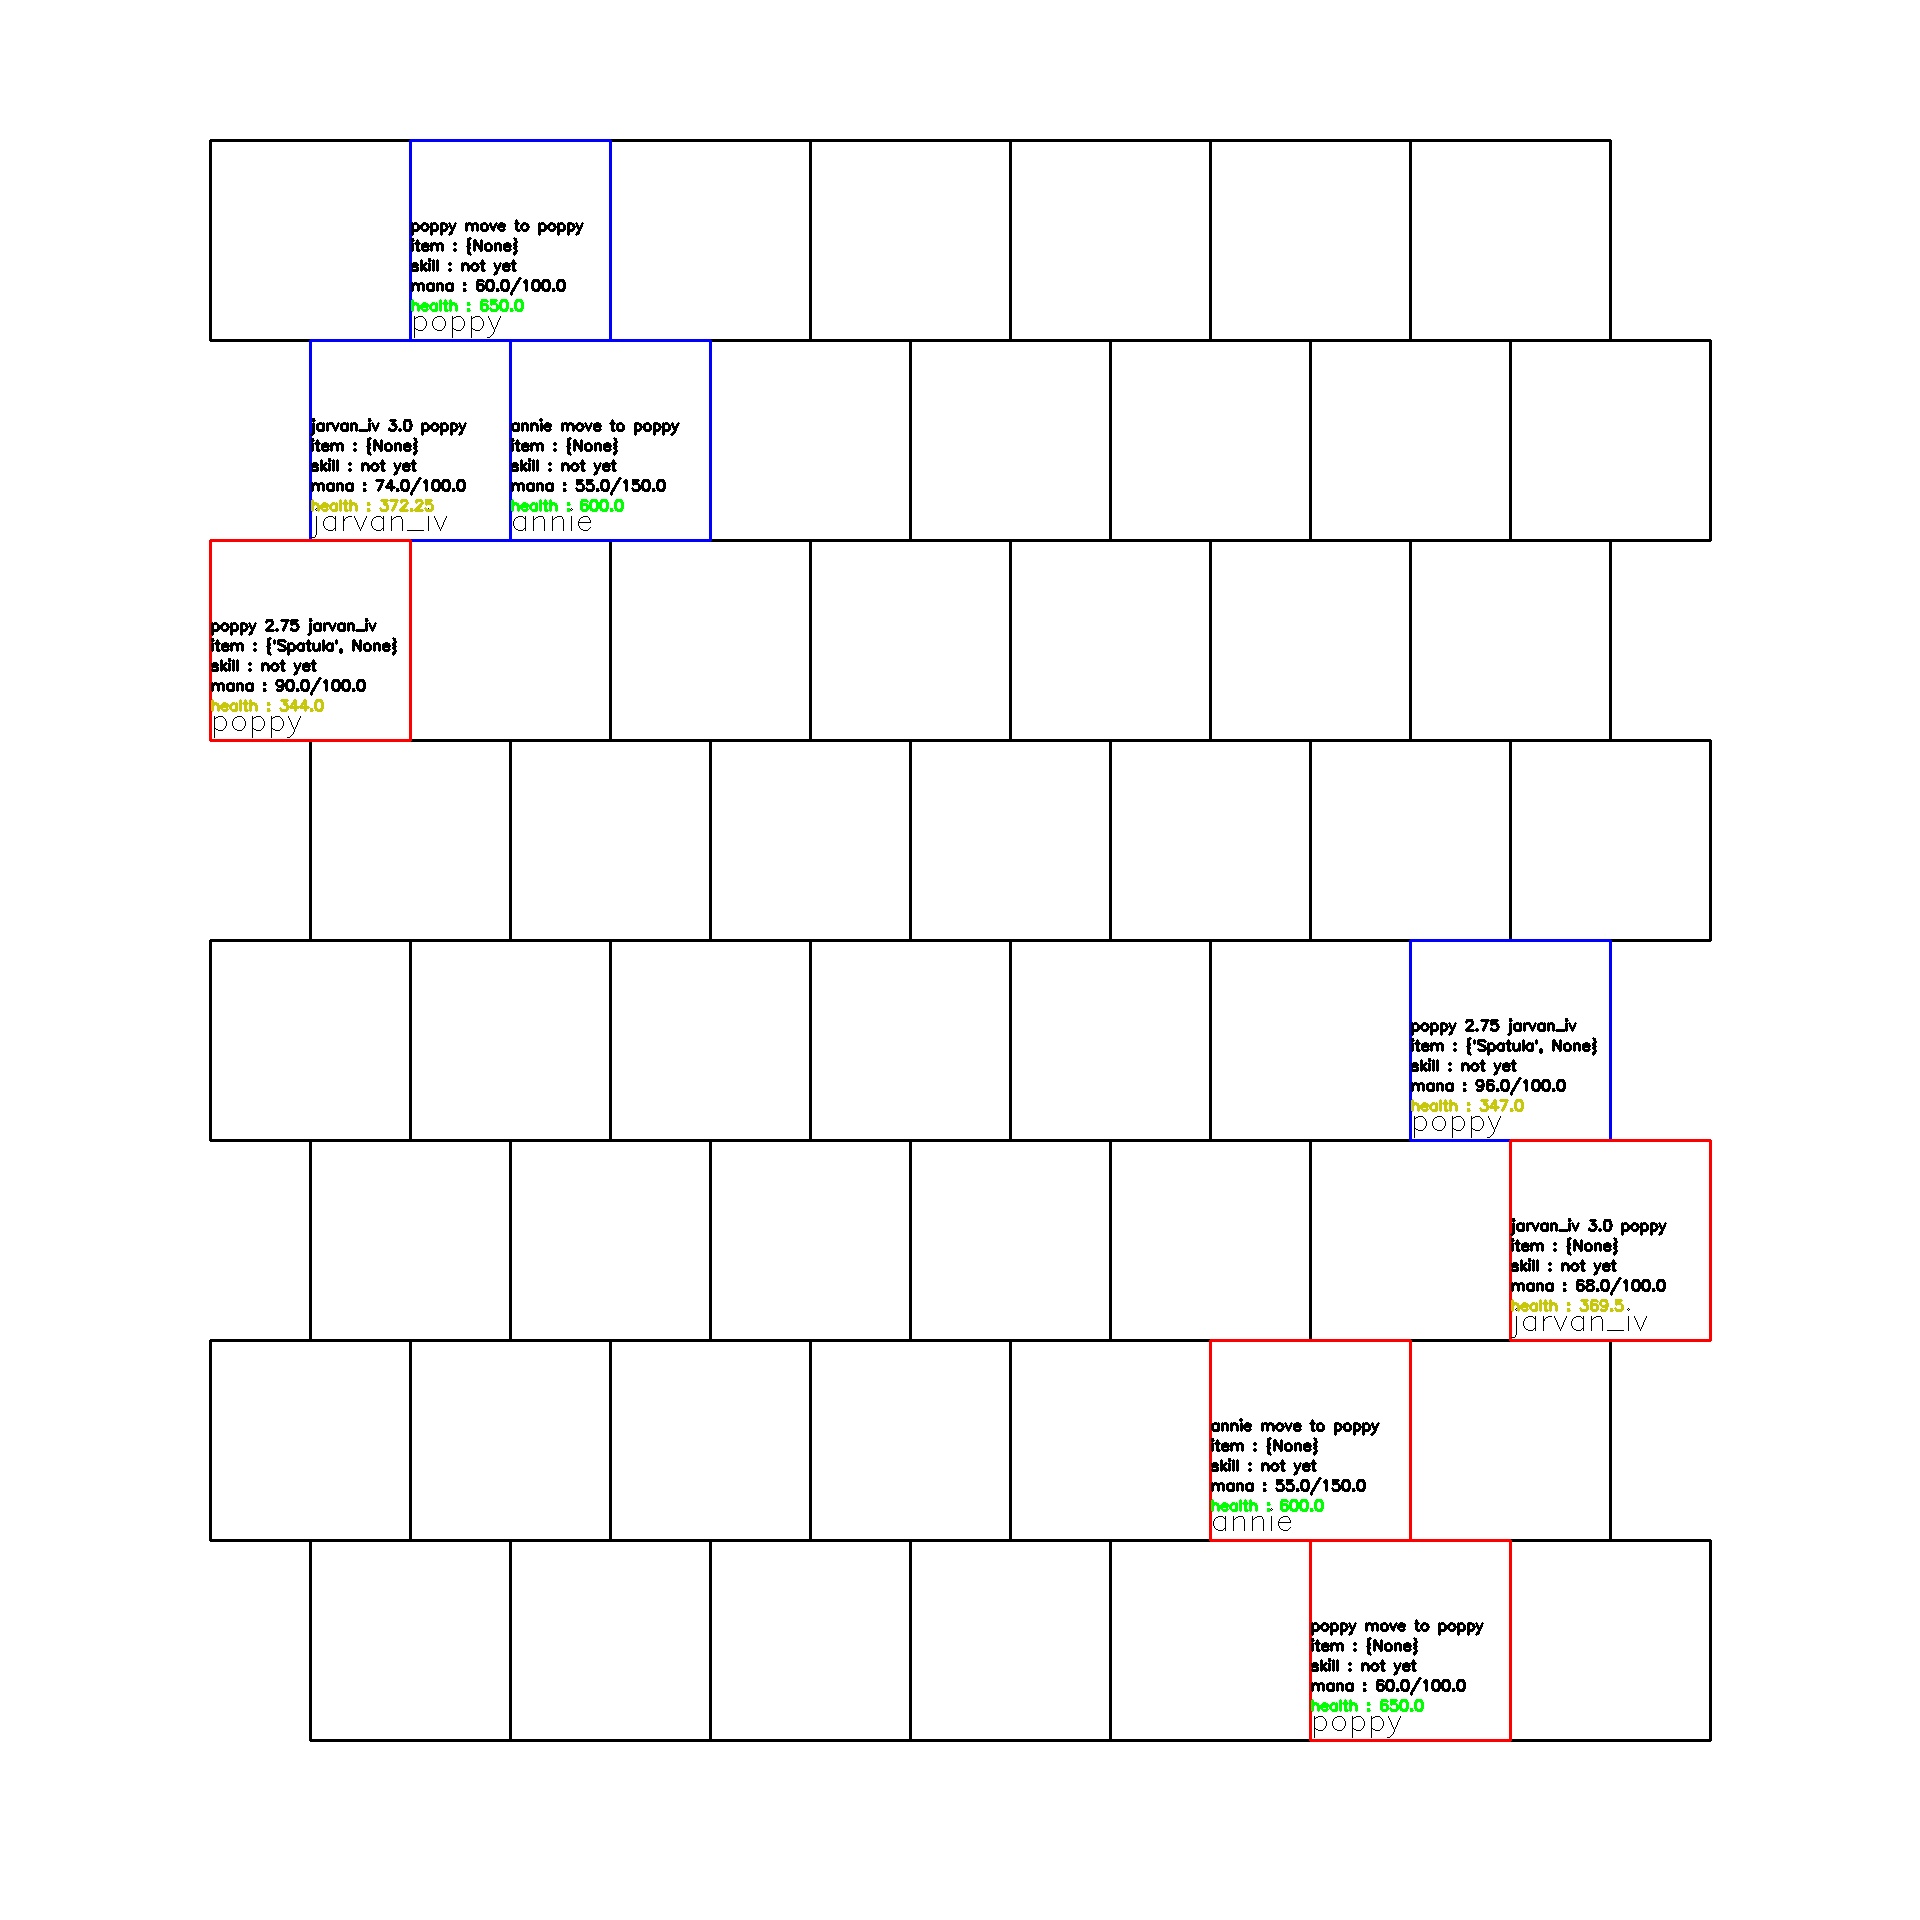 poppy move to poppy
item : {None}
skill : not yet
mana : 60.0/100.0
health : 650.0
poppy
jarvan_iv 3.0 poppy
item : {None}
skill : not yet
mana : 74.0/100.0
health : 372.25
jarvan_iv
annie move to poppy
item : {None}
skill : not yet
mana : 55.0/150.0
health : 600.0
annie
poppy 2.75 jarvan_iv
item : {'Spatula', None}
skill : not yet
mana : 90.0/100.0
health : 344.0
poppy
poppy 2.75 jarvan_iv
item : {'Spatula', None}
skill : not yet
mana : 96.0/100.0
health : 347.0
poppy
jarvan_iv 3.0 poppy
item : {None}
skill : not yet
mana : 68.0/100.0
health : 369.5
jarvan_iv
annie move to poppy
item : {None}
skill : not yet
mana : 55.0/150.0
health : 600.0
annie
poppy move to poppy
item : {None}
skill : not yet
mana : 60.0/100.0
health : 650.0
poppy